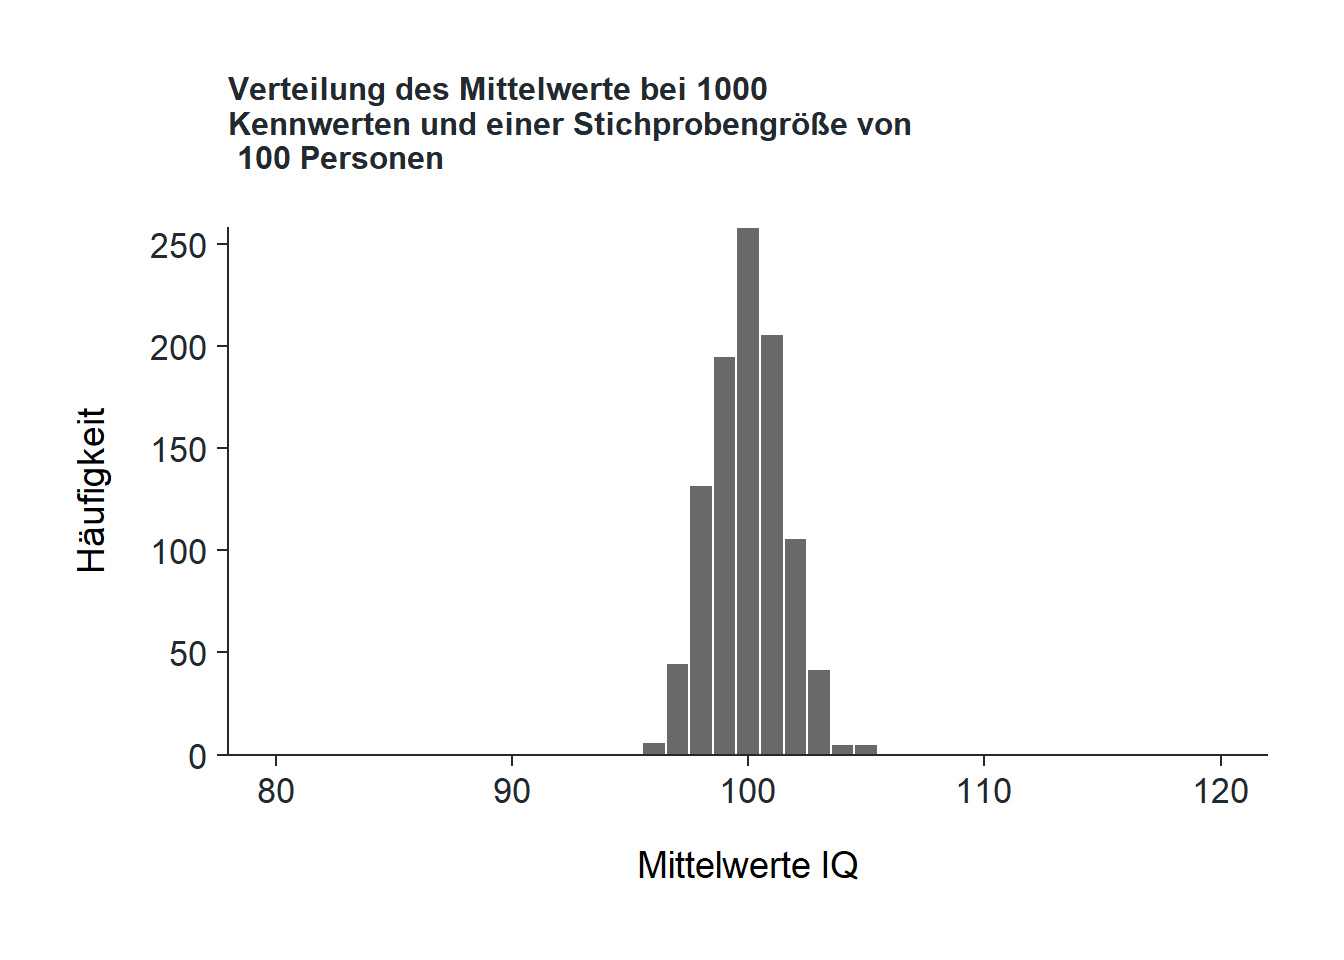 Verteilung des Mittelwerte bei 1000
Kennwerten und einer Stichprobengröße von
100 Personen
250
200
150
100
50
0
Häufigkeit
80 90 100 110 120
Mittelwerte IQ